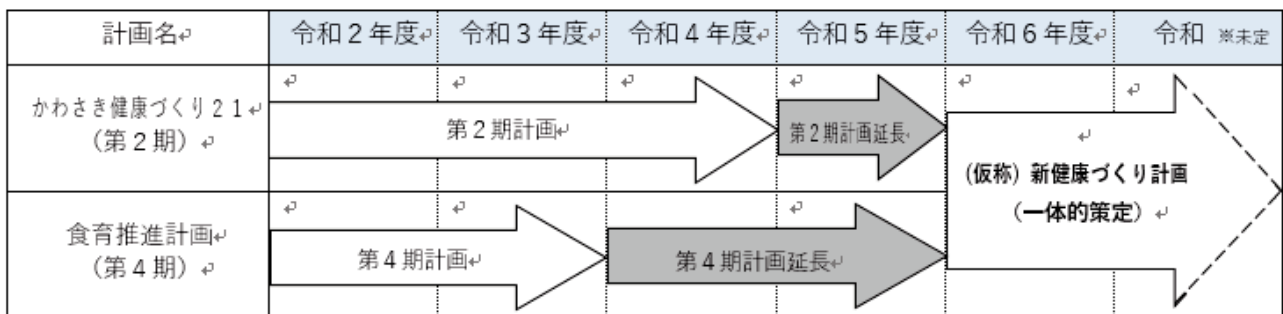 計画名 令和2年度 令和3年度 令和4年度 令和5年度 令和6年度 令和 ※未定
かわさき健康づくり21
（第2期）
第2期計画
第2期計画延長
(仮称) 新健康づくり計画
（一体的策定）
食育推進計画
（第4期）
第4期計画
第4期計画延長